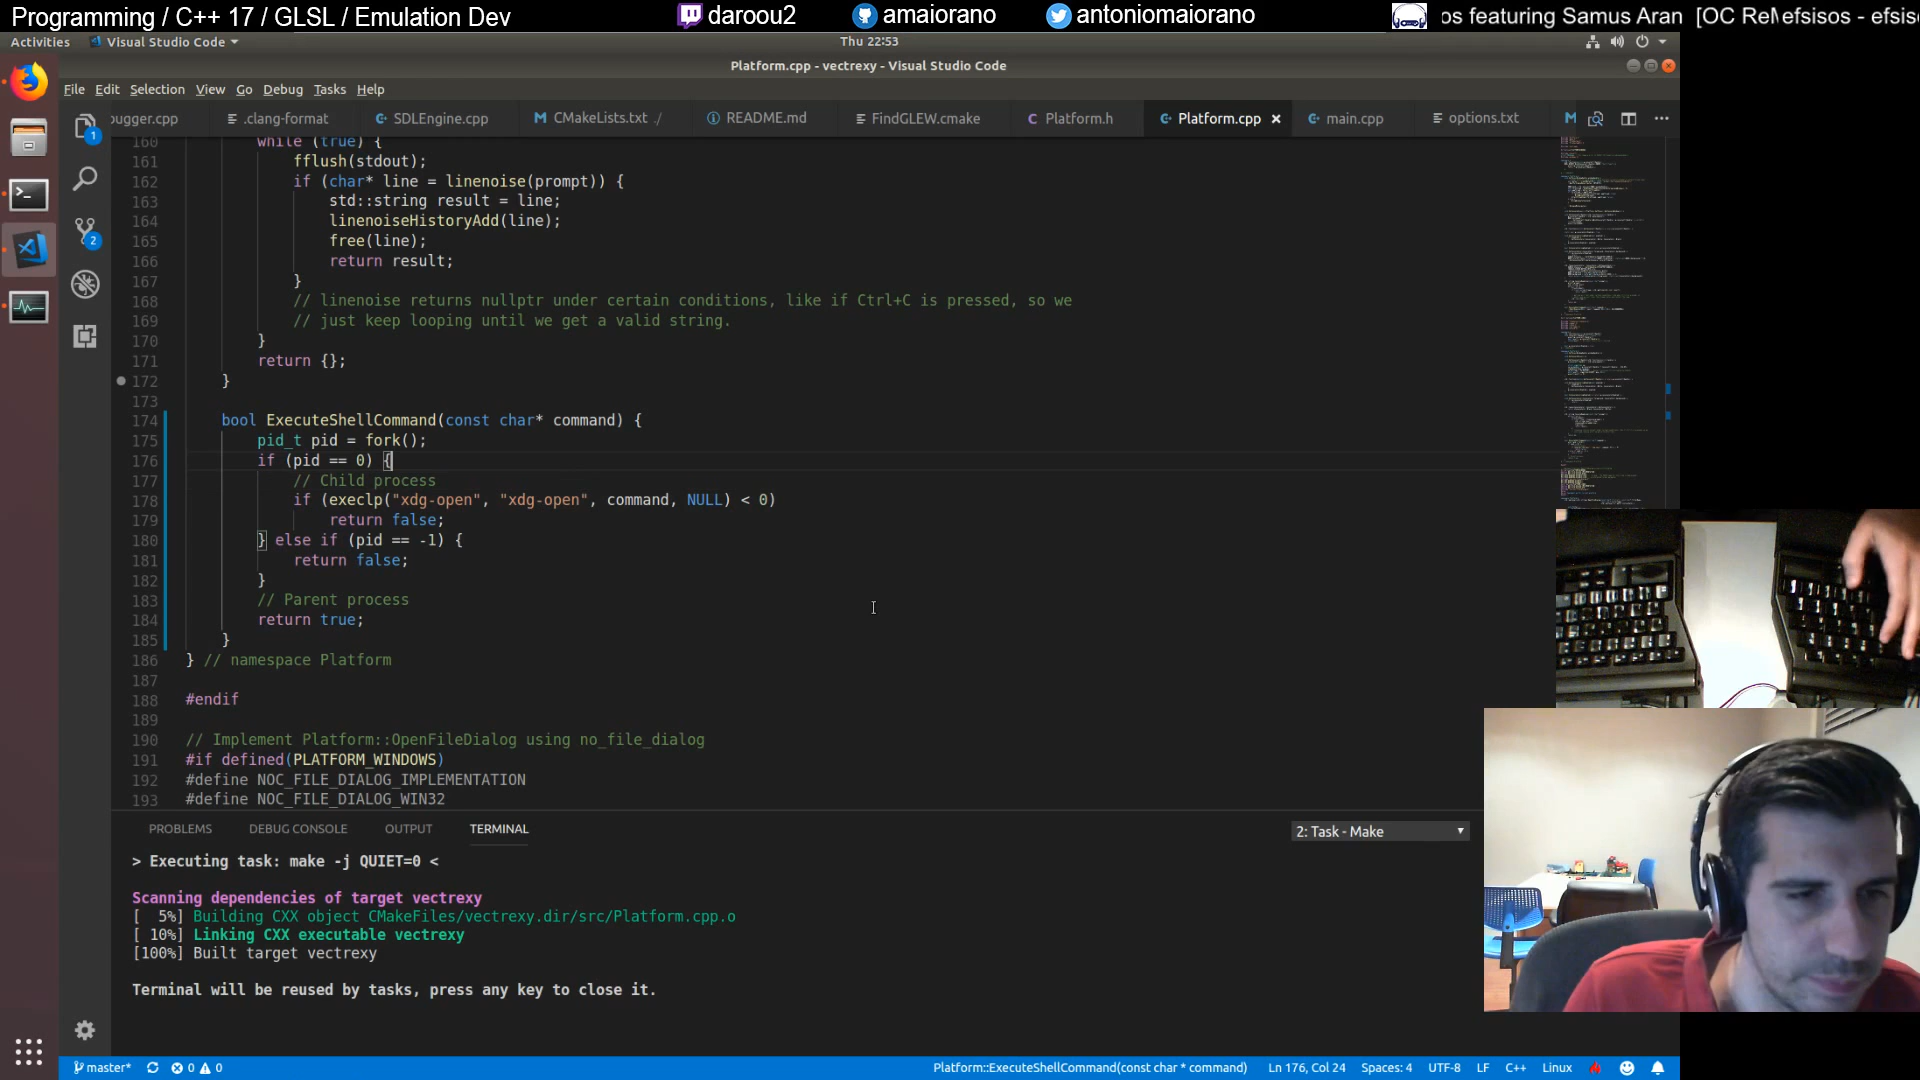 Programming / C++ 17 / GLSL / Emulation Dev
daroou2
amaiorano
antoniomaiorano
os featuring Samus Aran
[OC Re
efsisos - efsis
Activities
Visual Studio Code
Thu 22:53
Platform.cpp - vectrexy - Visual Studio Code
File Edit Selection View Go Debug Tasks Help
bugger.cpp
.clang-format
SDLEngine.cpp
M CMakeLists.txt ./
README.md
FindGLEW.cmake
C Platform.h
Platform.cpp ×
main.cpp
options.txt
M
1
2
160 while (true) {
161 fflush(stdout);
162 if (char* line = linenoise(prompt)) {
163 std::string result = line;
164 linenoiseHistoryAdd(line);
165 free(line);
166 return result;
167 }
168 // linenoise returns nullptr under certain conditions, like if Ctrl+C is pressed, so we
169 // just keep looping until we get a valid string.
170 }
171 return {};
172 }
173
174 bool ExecuteShellCommand(const char* command) {
175 pid_t pid = fork();
176 if (pid == 0) {
177 // Child process
178 if (execlp("xdg-open", "xdg-open", command, NULL) < 0)
179 return false;
180 } else if (pid == -1) {
181 return false;
182 }
183 // Parent process
184 return true;
185 }
186 } // namespace Platform
187
188 #endif
189
190 // Implement Platform::OpenFileDialog using no_file_dialog
191 #if defined(PLATFORM_WINDOWS)
192 #define NOC_FILE_DIALOG_IMPLEMENTATION
193 #define NOC_FILE_DIALOG_WIN32
PROBLEMS DEBUG CONSOLE OUTPUT TERMINAL
2: Task - Make
> Executing task: make -j QUIET=0 <
Scanning dependencies of target vectrexy
[  5%] Building CXX object CMakeFiles/vectrexy.dir/src/Platform.cpp.o
[ 10%] Linking CXX executable vectrexy
[100%] Built target vectrexy
Terminal will be reused by tasks, press any key to close it.
master*
0 0
Platform::ExecuteShellCommand(const char * command)
Ln 176, Col 24
Spaces: 4
UTF-8
LF
C++
Linux